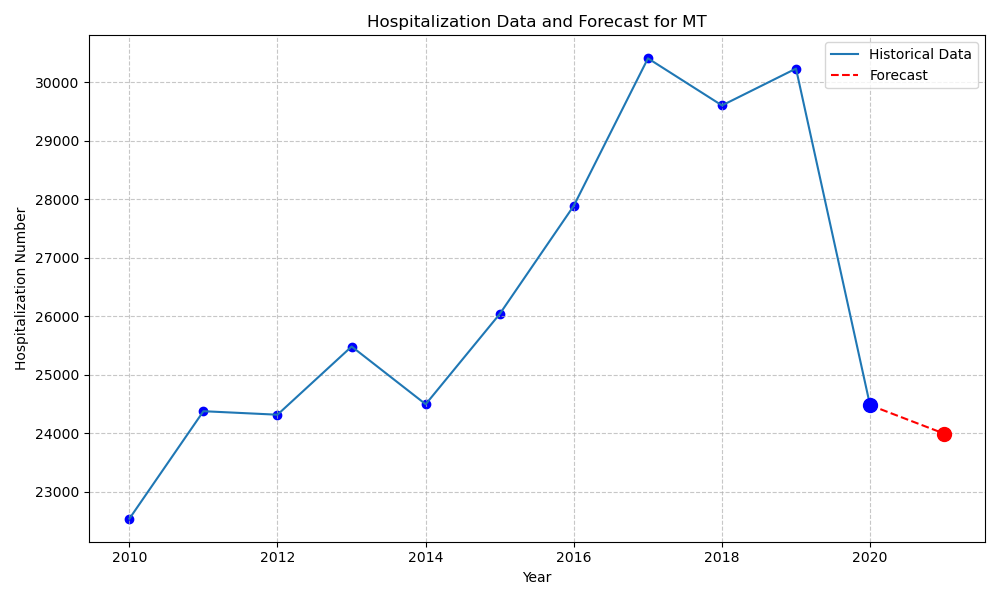 Hospitalization Data and Forecast for MT
Historical Data
Forecast
Hospitalization Number
30000
29000
28000
27000
26000
25000
24000
23000
2010 2012 2014 2016 2018 2020
Year